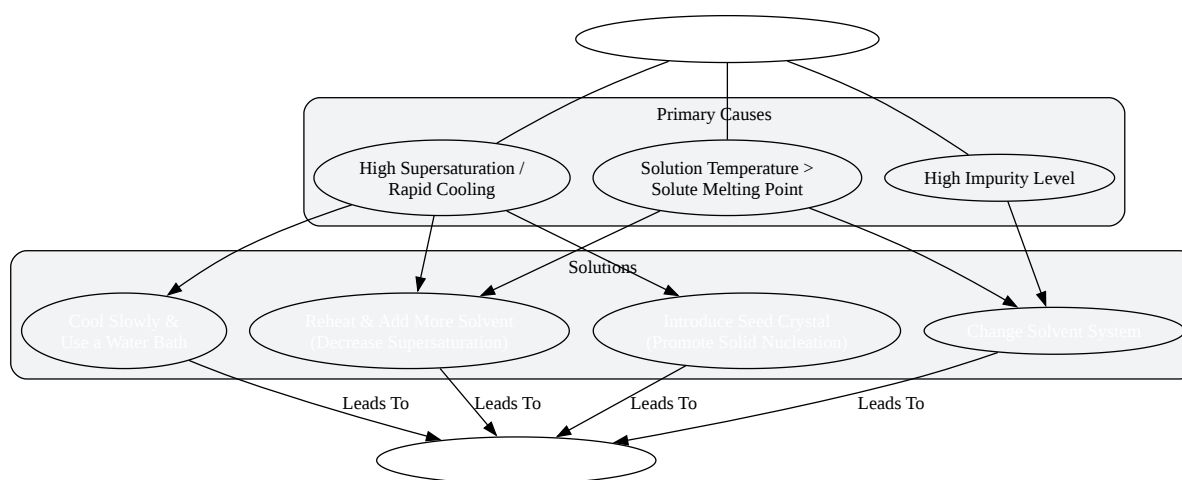 Primary Causes
High Supersaturation /
Rapid Cooling
Solution Temperature >
Solute Melting Point
High Impurity Level
Solutions
Cool Slowly &
Use a Water Bath
Reheat & Add More Solvent
(Decrease Supersaturation)
Introduce Seed Crystal
(Promote Solid Nucleation)
Change Solvent System
Leads To
Leads To
Leads To
Leads To